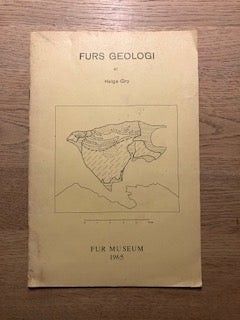 FURS GEOLOGI
af
Helge Gry
FUR MUSEUM
1965